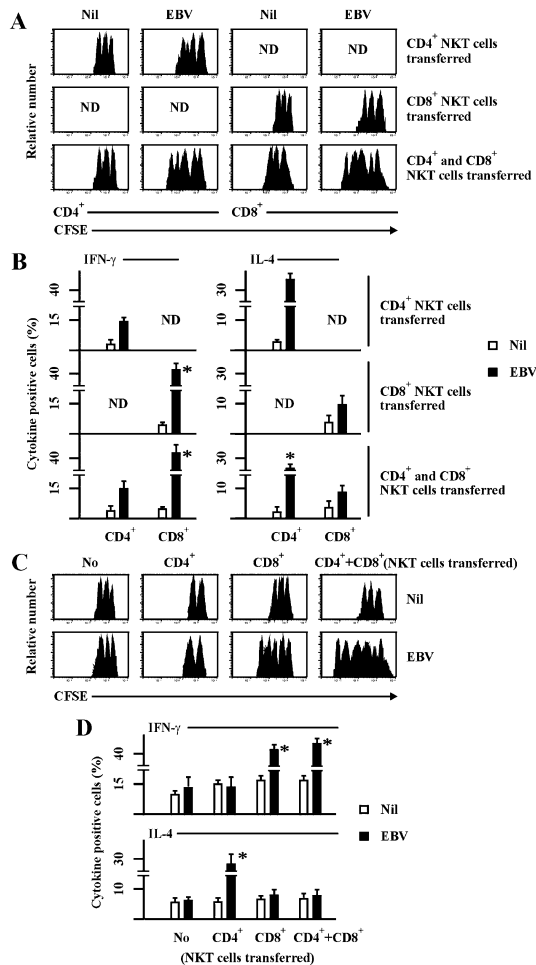 A
Nil EBV Nil EBV
ND ND
CD4+ NKT cells
transferred
ND ND
CD8+ NKT cells
transferred
CD4+ and CD8+
NKT cells transferred
Relative number
CD4+ CD8+
CFSE
B
IFN-γ IL-4
40 30
15 10
ND ND
CD4+ NKT cells
transferred
Nil
EBV
40 * 30
15 10
ND ND
CD8+ NKT cells
transferred
40 * 30 *
15 10
CD4+ and CD8+
NKT cells transferred
Cytokine positive cells (%)
CD4+ CD8+ CD4+ CD8+
C
No CD4+ CD8+ CD4++CD8+(NKT cells transferred)
Nil
EBV
Relative number
CFSE
D
IFN-γ
40 * *
15
Nil
EBV
IL-4
30 *
10
Cytokine positive cells (%)
No CD4+ CD8+ CD4++CD8+
(NKT cells transferred)